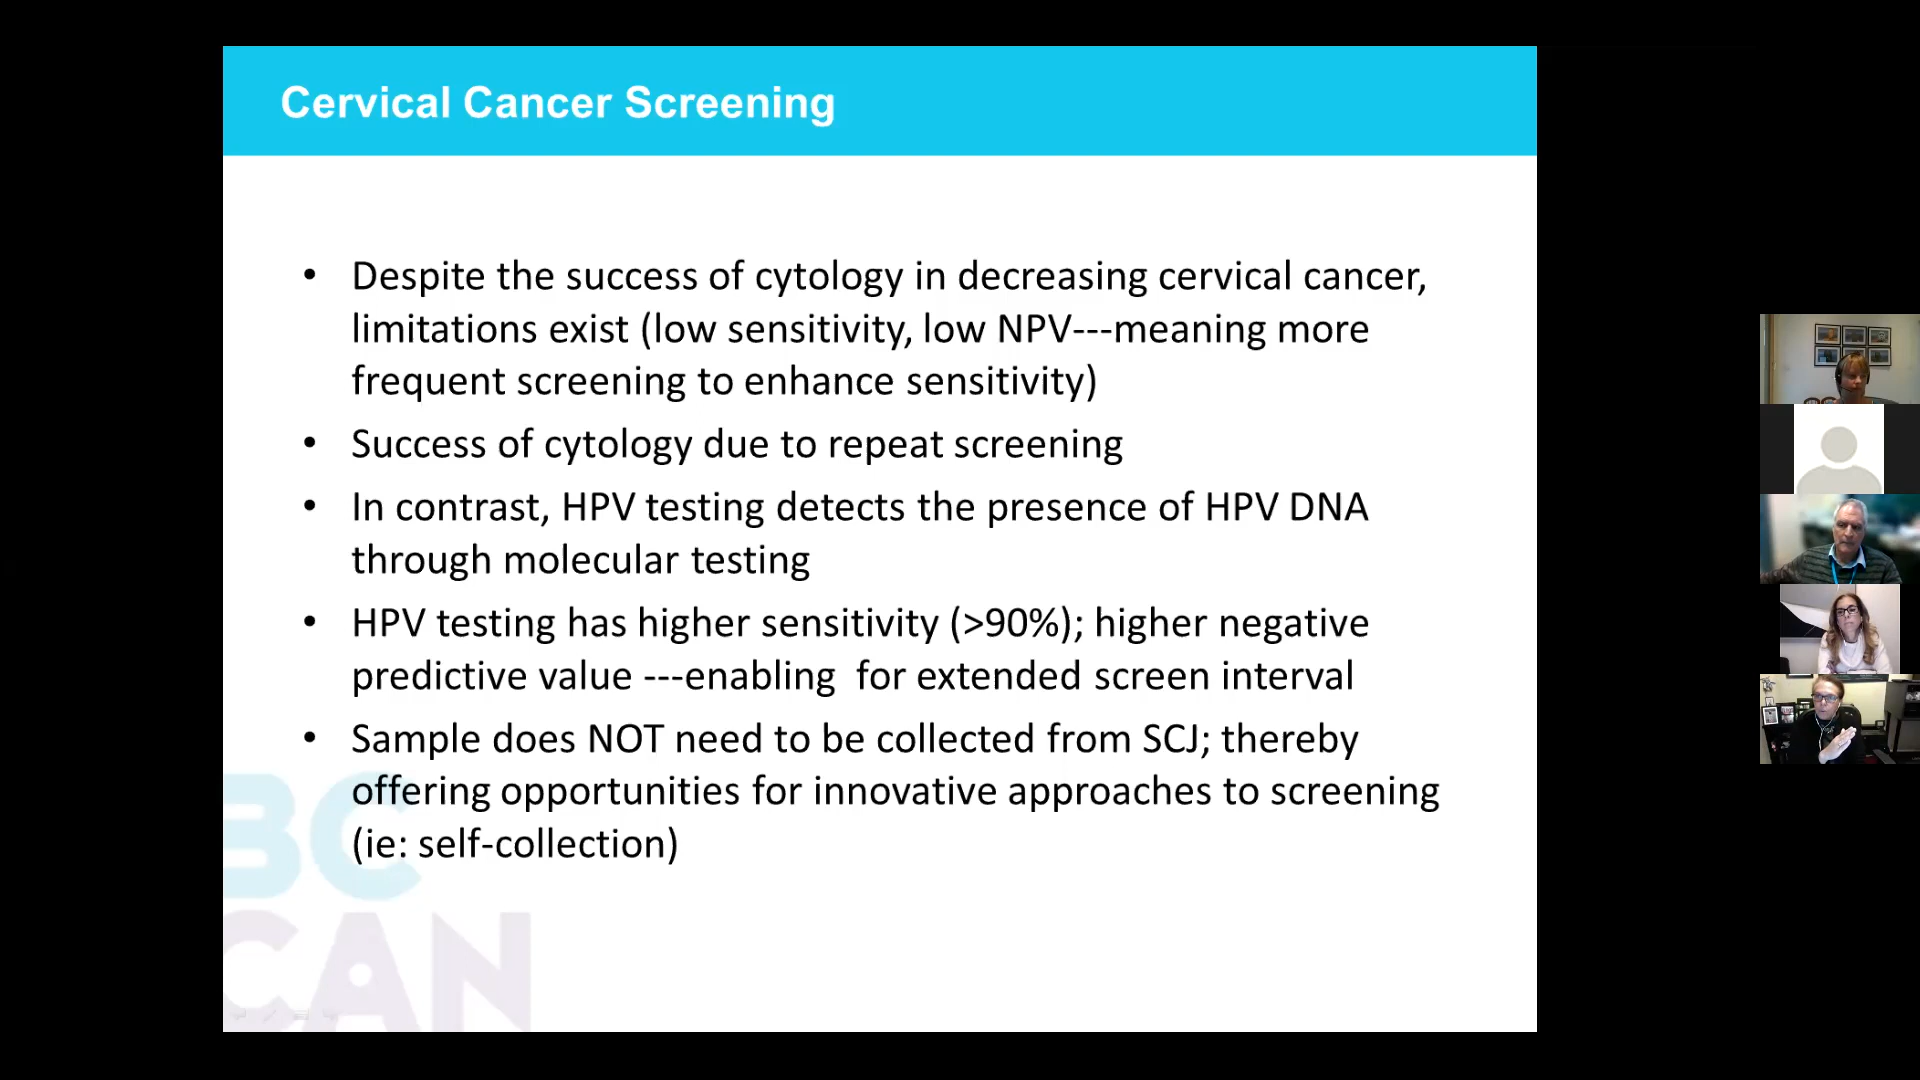 Cervical Cancer Screening
• Despite the success of cytology in decreasing cervical cancer,
limitations exist (low sensitivity, low NPV---meaning more
frequent screening to enhance sensitivity)
• Success of cytology due to repeat screening
• In contrast, HPV testing detects the presence of HPV DNA
through molecular testing
• HPV testing has higher sensitivity (>90%); higher negative
predictive value ---enabling  for extended screen interval
• Sample does NOT need to be collected from SCJ; thereby
offering opportunities for innovative approaches to screening
(ie: self-collection)
BC
CAN